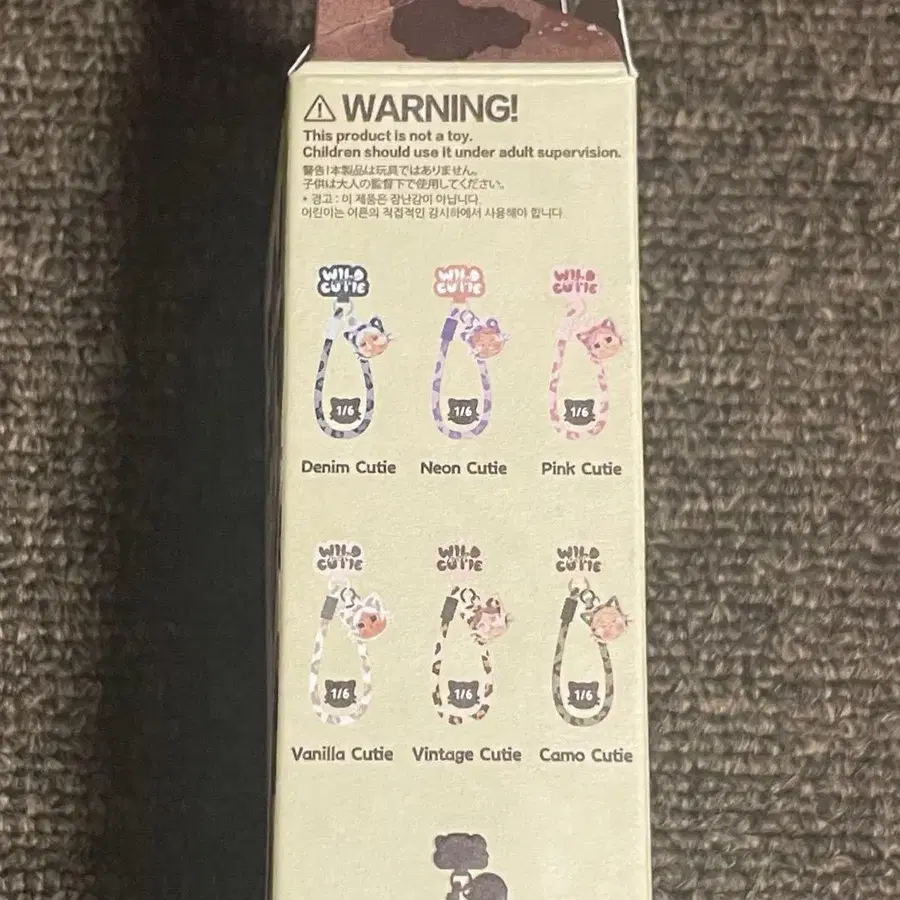 WARNING!
This product is not a toy.
Children should use it under adult supervision.
警告!本製品は玩具ではありません。
子供は大人の監督下で使用してください。
* 경고 : 이 제품은 장난감이 아닙니다.
어린이는 어른의 직접적인 감시하에서 사용해야 합니다.
WILD CUTIE WILD CUTIE WILD CUTIE
1/6 1/6 1/6
Denim Cutie Neon Cutie Pink Cutie
WILD CUTIE WILD CUTIE WILD CUTIE
1/6 1/6 1/6
Vanilla Cutie Vintage Cutie Camo Cutie